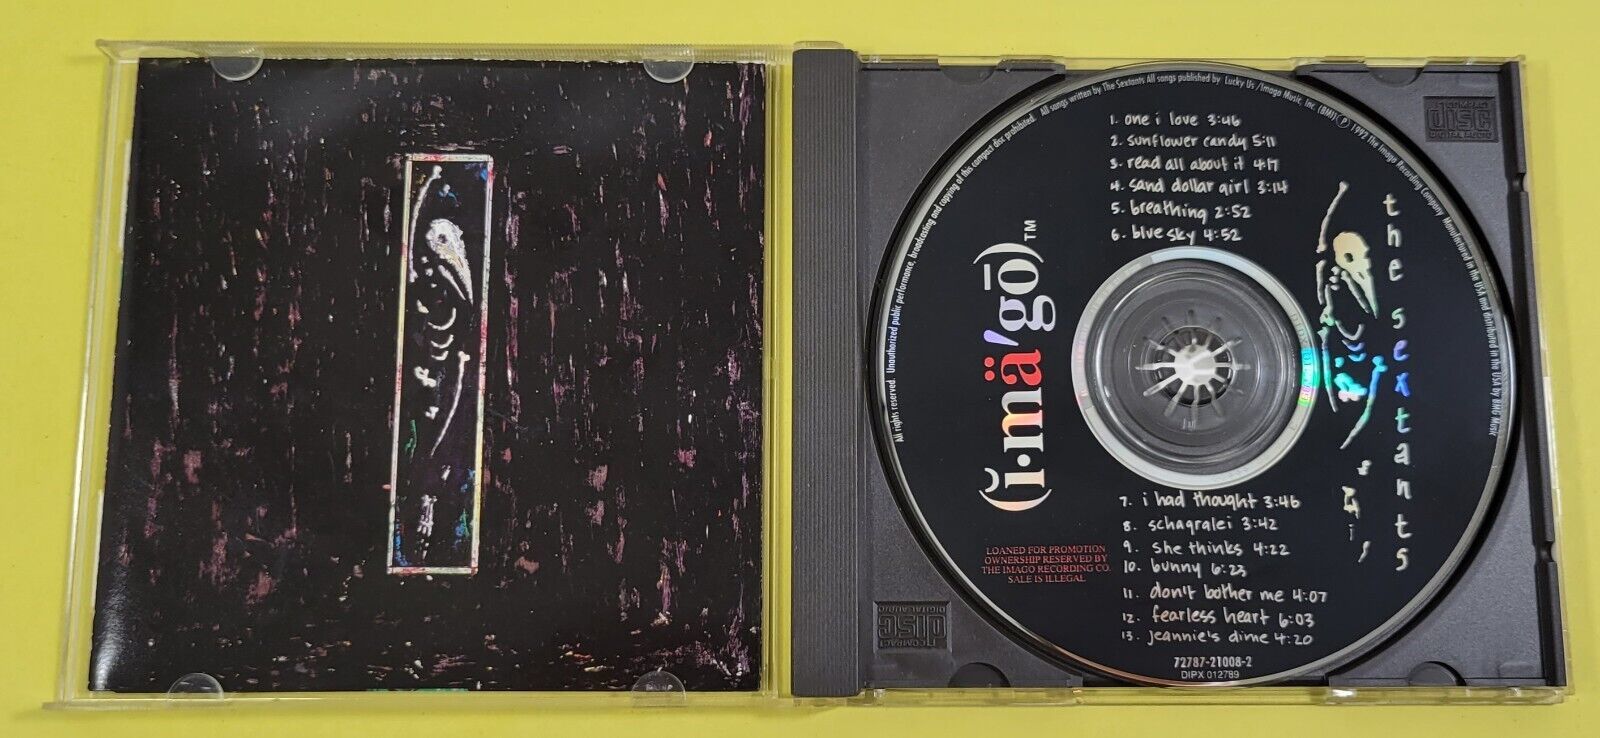 All rights reserved. Unauthorized public performance, broadcasting and copying of this compact disc prohibited. All songs written by The Sextants All songs published by Lucky Us /Imago Music, Inc. (BMI) ℗ 1992 The Imago Recording Company Manufactured in the USA and distributed in the USA by BMG Music
1. one i love 3:46
2. sunflower candy 5:11
3. read all about it 4:17
4. sand dollar girl 3:14
5. breathing 2:52
6. blue sky 4:52
(ĭ·mä′gō)™
the sextants
7. i had thought 3:46
8. schagralei 3:42
9. she thinks 4:22
10. bunny 6:23
11. don't bother me 4:07
12. fearless heart 6:03
13. jeannie's dime 4:20
LOANED FOR PROMOTION
OWNERSHIP RESERVED BY
THE IMAGO RECORDING CO.
SALE IS ILLEGAL
72787-21008-2
DIPX 012789
COMPACT
DISC
DIGITAL AUDIO
COMPACT
DISC
DIGITAL AUDIO